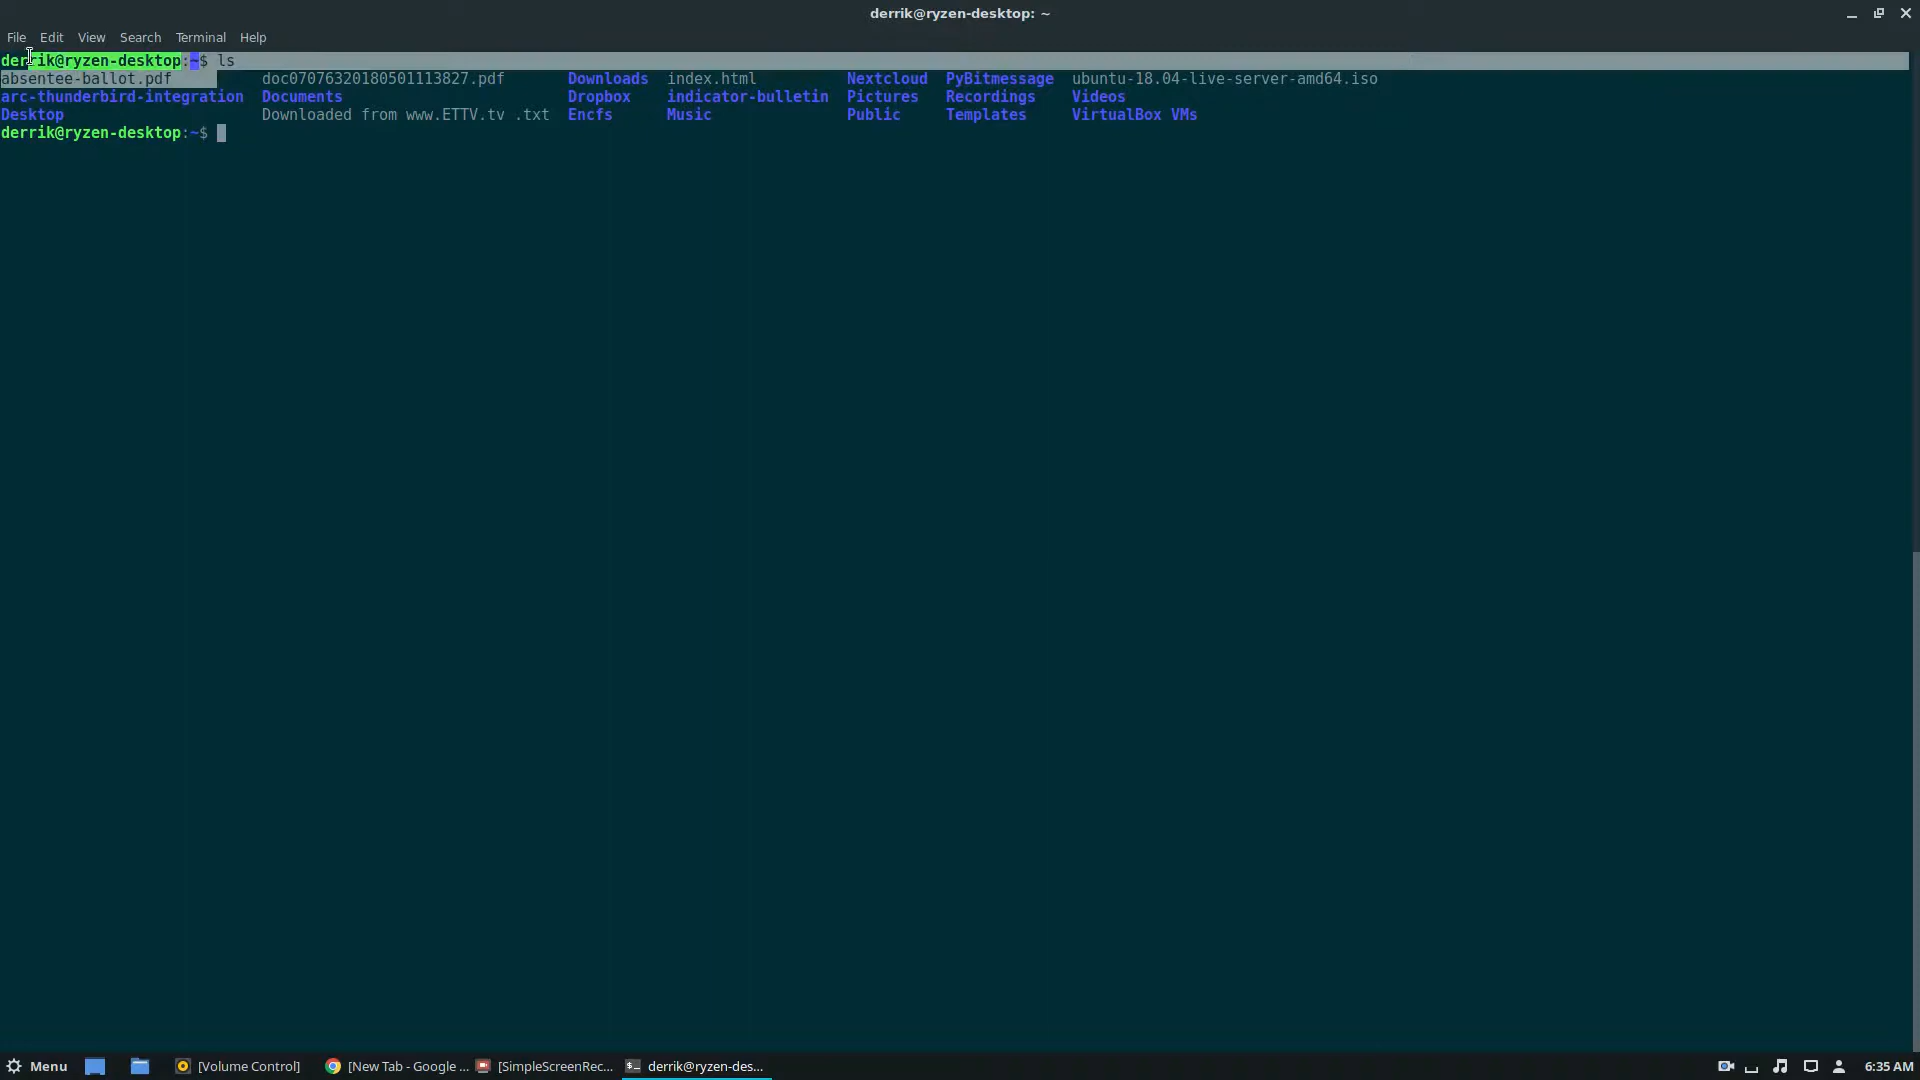 derrik@ryzen-desktop: ~
File Edit View Search Terminal Help
derrik@ryzen-desktop:~$ ls
absentee-ballot.pdf doc07076320180501113827.pdf Downloads index.html Nextcloud PyBitmessage ubuntu-18.04-live-server-amd64.iso
arc-thunderbird-integration Documents Dropbox indicator-bulletin Pictures Recordings Videos
Desktop Downloaded from www.ETTV.tv .txt Encfs Music Public Templates VirtualBox VMs
derrik@ryzen-desktop:~$
Menu [Volume Control] [New Tab - Google ... [SimpleScreenRec... derrik@ryzen-des... 6:35 AM